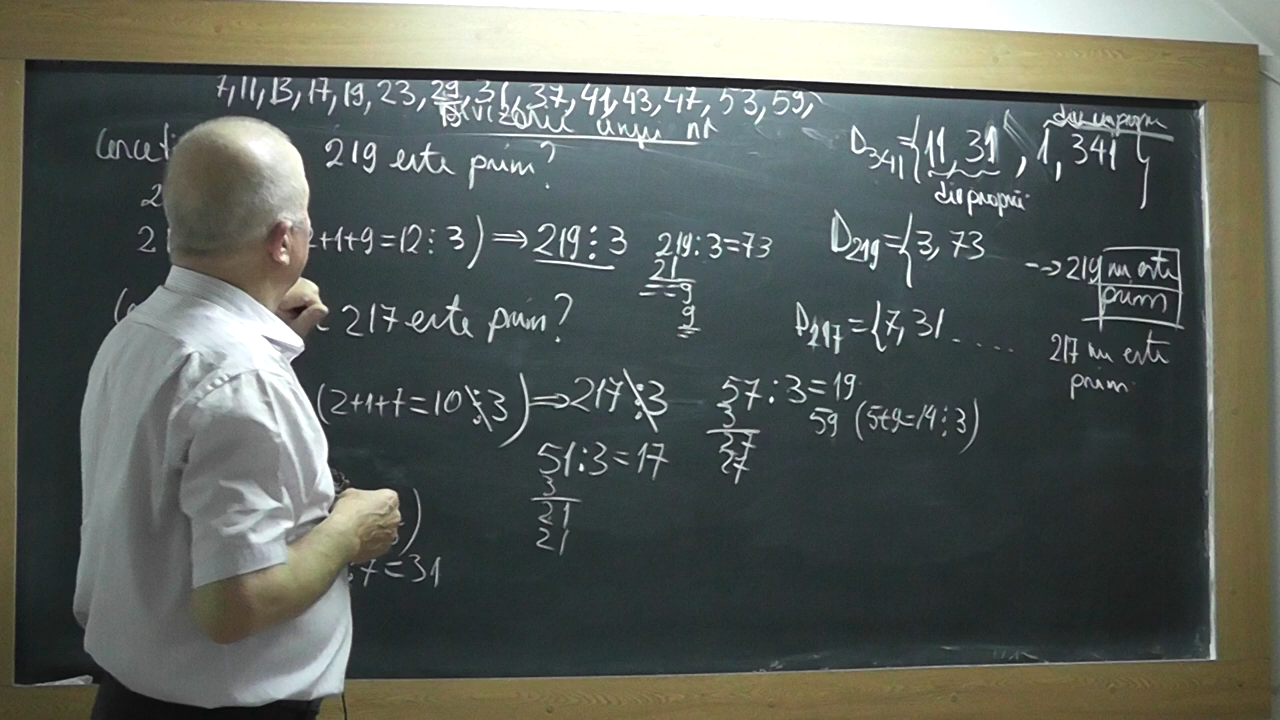 7, 11, 13, 17, 19, 23, 29, 31, 37, 41, 43, 47, 53, 59,
Divizorii unui nr
219 este prim?
2
2 +1+9=12⋮3) ⇒ 219⋮3
219:3=73
21
9
9
217 este prim?
(2+1+7=10⋮̸3) ⇒ 217⋮̸3
51:3=17
3
21
21
57:3=19
3
27
27
59 (5+9=14⋮3)
)
:7=31
D341={11, 31, 1, 341}
div proprii
div improprii
D219={3, 73
--> 219 nu este
prim
D217={7, 31 .....
217 nu este
prim